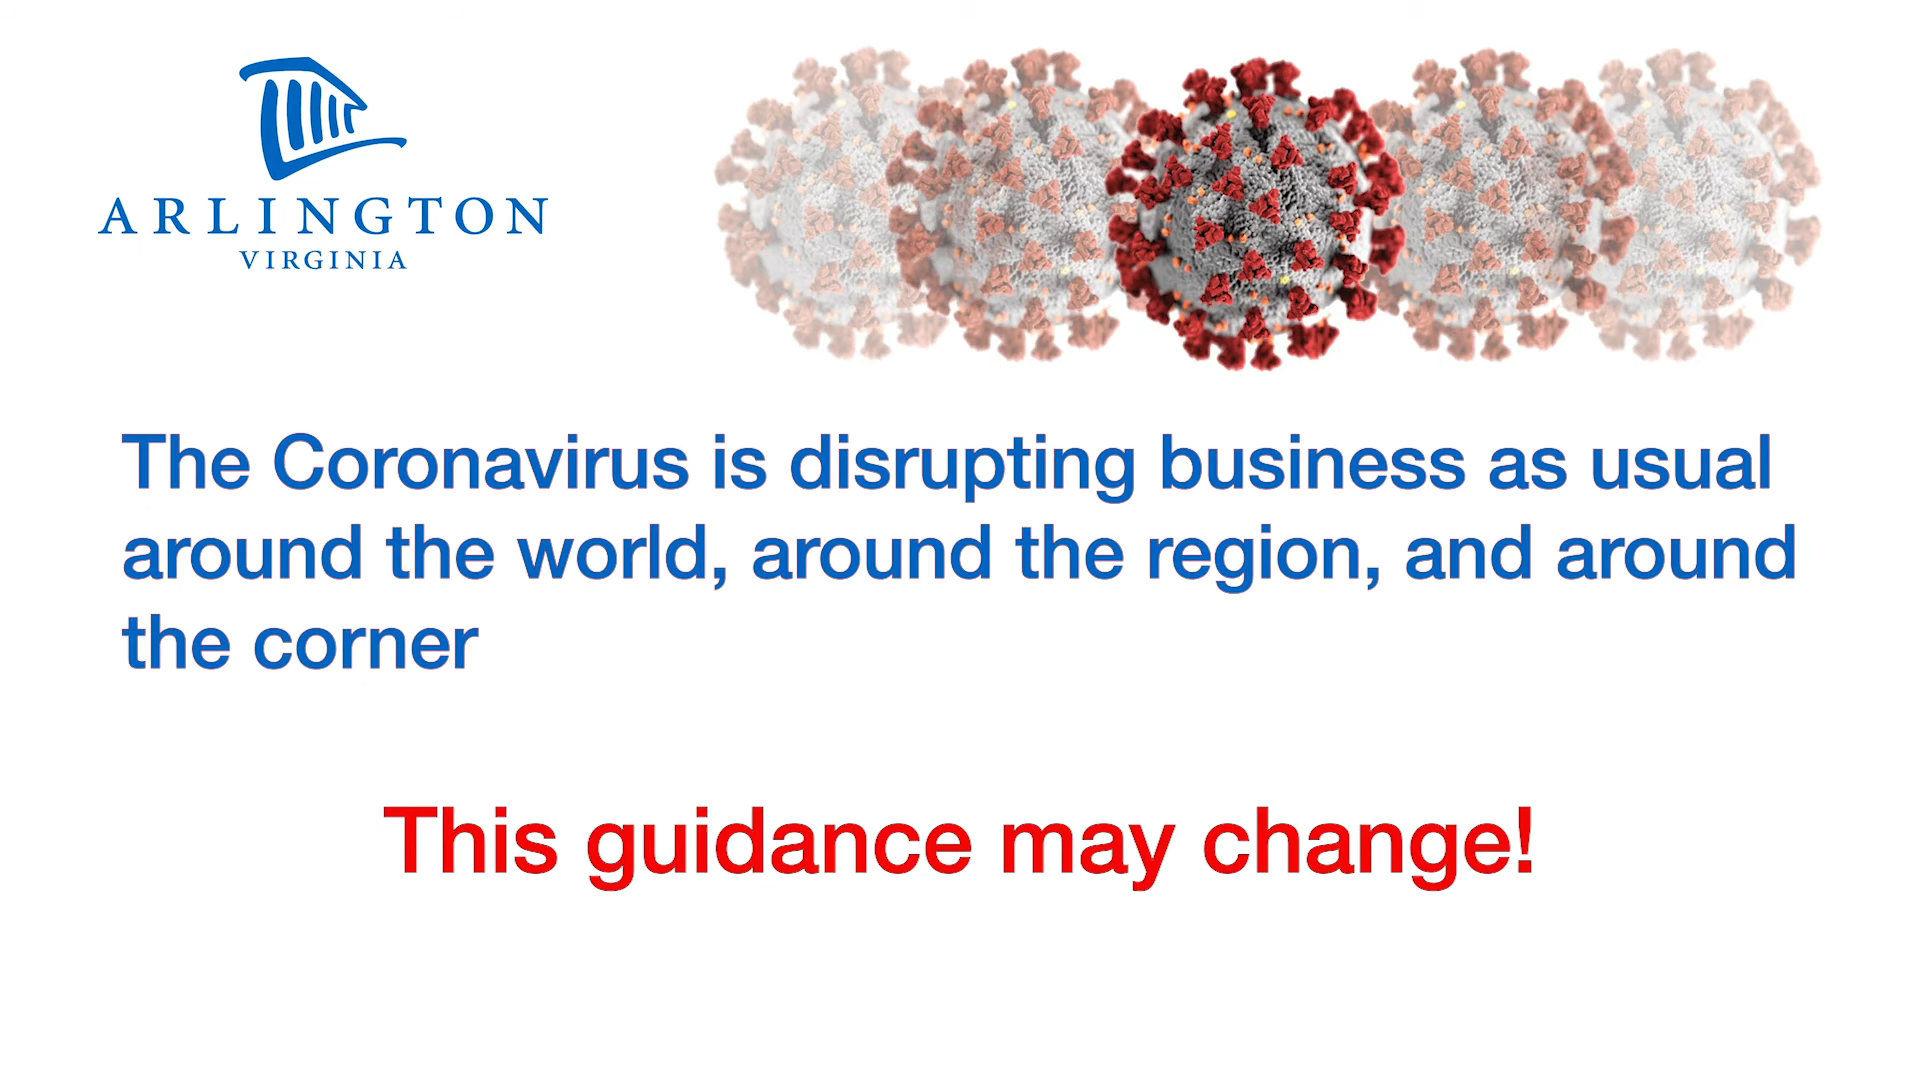 ARLINGTON
VIRGINIA
The Coronavirus is disrupting business as usual
around the world, around the region, and around
the corner
This guidance may change!